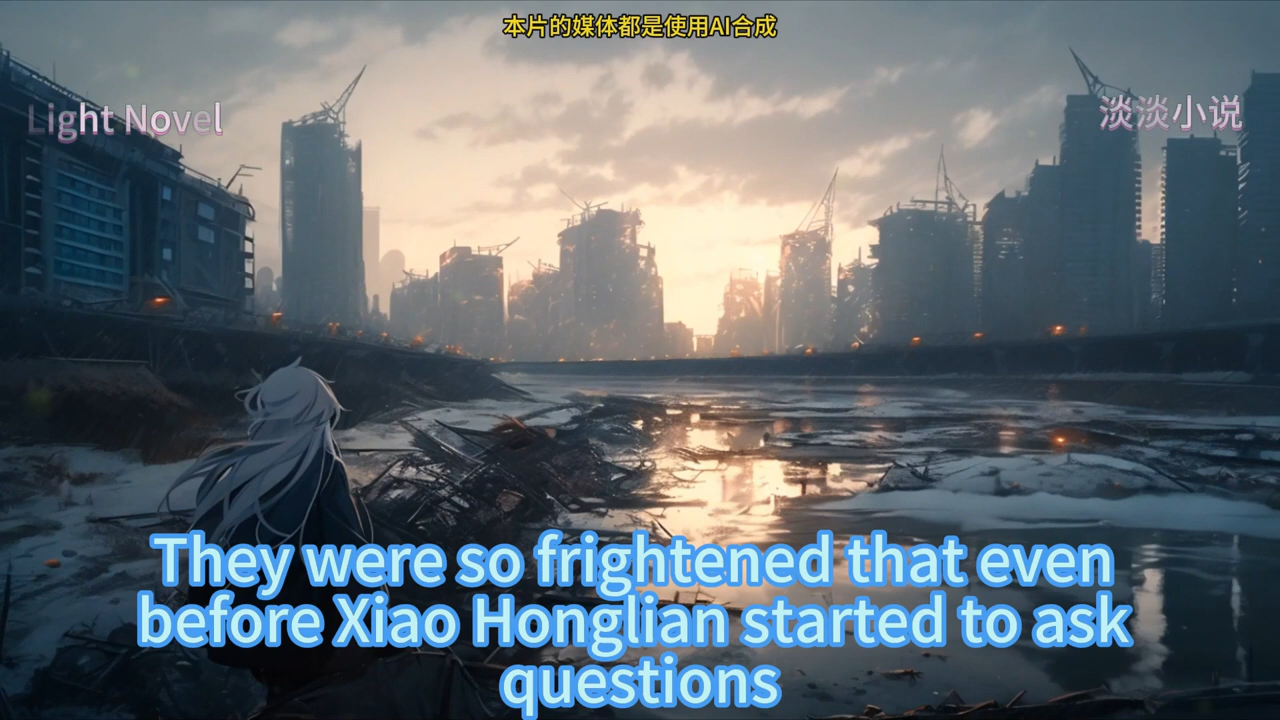 本片的媒体都是使用AI合成
Light Novel
淡淡小说
They were so frightened that even
before Xiao Honglian started to ask
questions